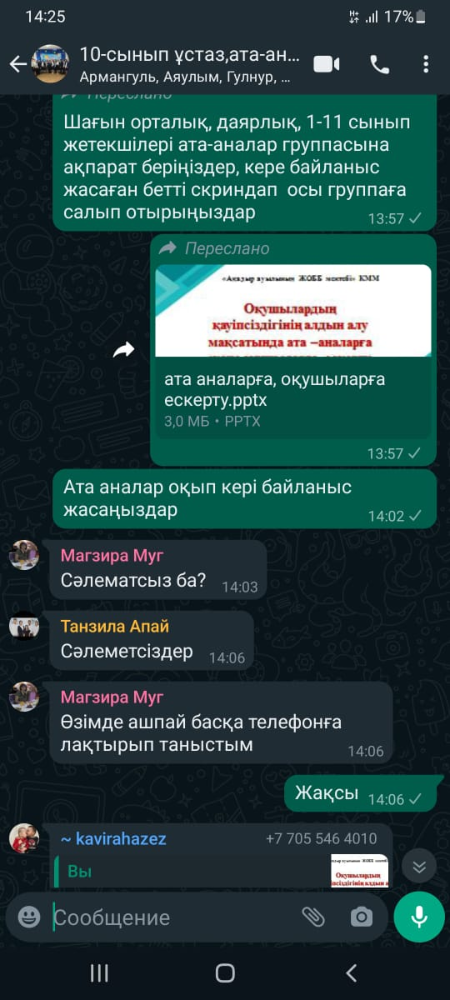 14:25
17%
10-сынып ұстаз,ата-ан...
Армангуль, Аяулым, Гулнур, ...
Переслано
Шағын орталық, даярлық, 1-11 сынып
жетекшілері ата-аналар группасына
ақпарат беріңіздер, кере байланыс
жасаған бетті скриндап осы группаға
салып отырыңыздар
13:57
Переслано
ЖОББ мектебі» КММ
Оқушылардың
қауіпсіздігінің алдын алу
мақсатында ата –аналарға
ата аналарға, оқушыларға
ескерту.pptx
3,0 МБ • PPTX
13:57
Ата аналар оқып кері байланыс
жасаңыздар
14:02
Магзира Муг
Сәлематсыз ба?
14:03
Танзила Апай
Сәлеметсіздер
14:06
Магзира Муг
Өзімде ашпай басқа телефонға
лақтырып таныстым
14:06
Жақсы
14:06
~ kavirahazez
+7 705 546 4010
Вы
Оқушылардың
Сообщение